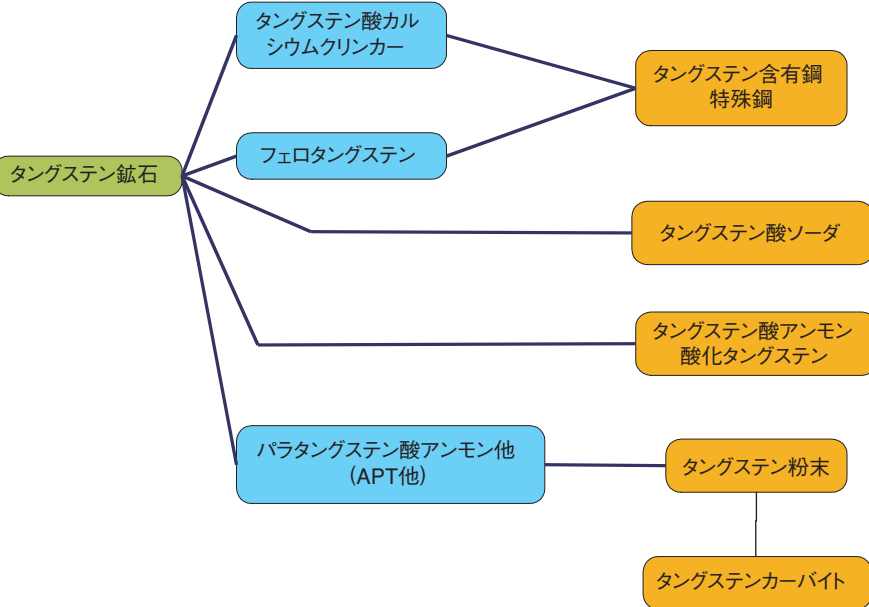 タングステン酸カル
シウムクリンカー
タングステン含有鋼
特殊鋼
フェロタングステン
タングステン鉱石
タングステン酸ソーダ
タングステン酸アンモン
酸化タングステン
パラタングステン酸アンモン他
(APT他)
タングステン粉末
タングステンカーバイト